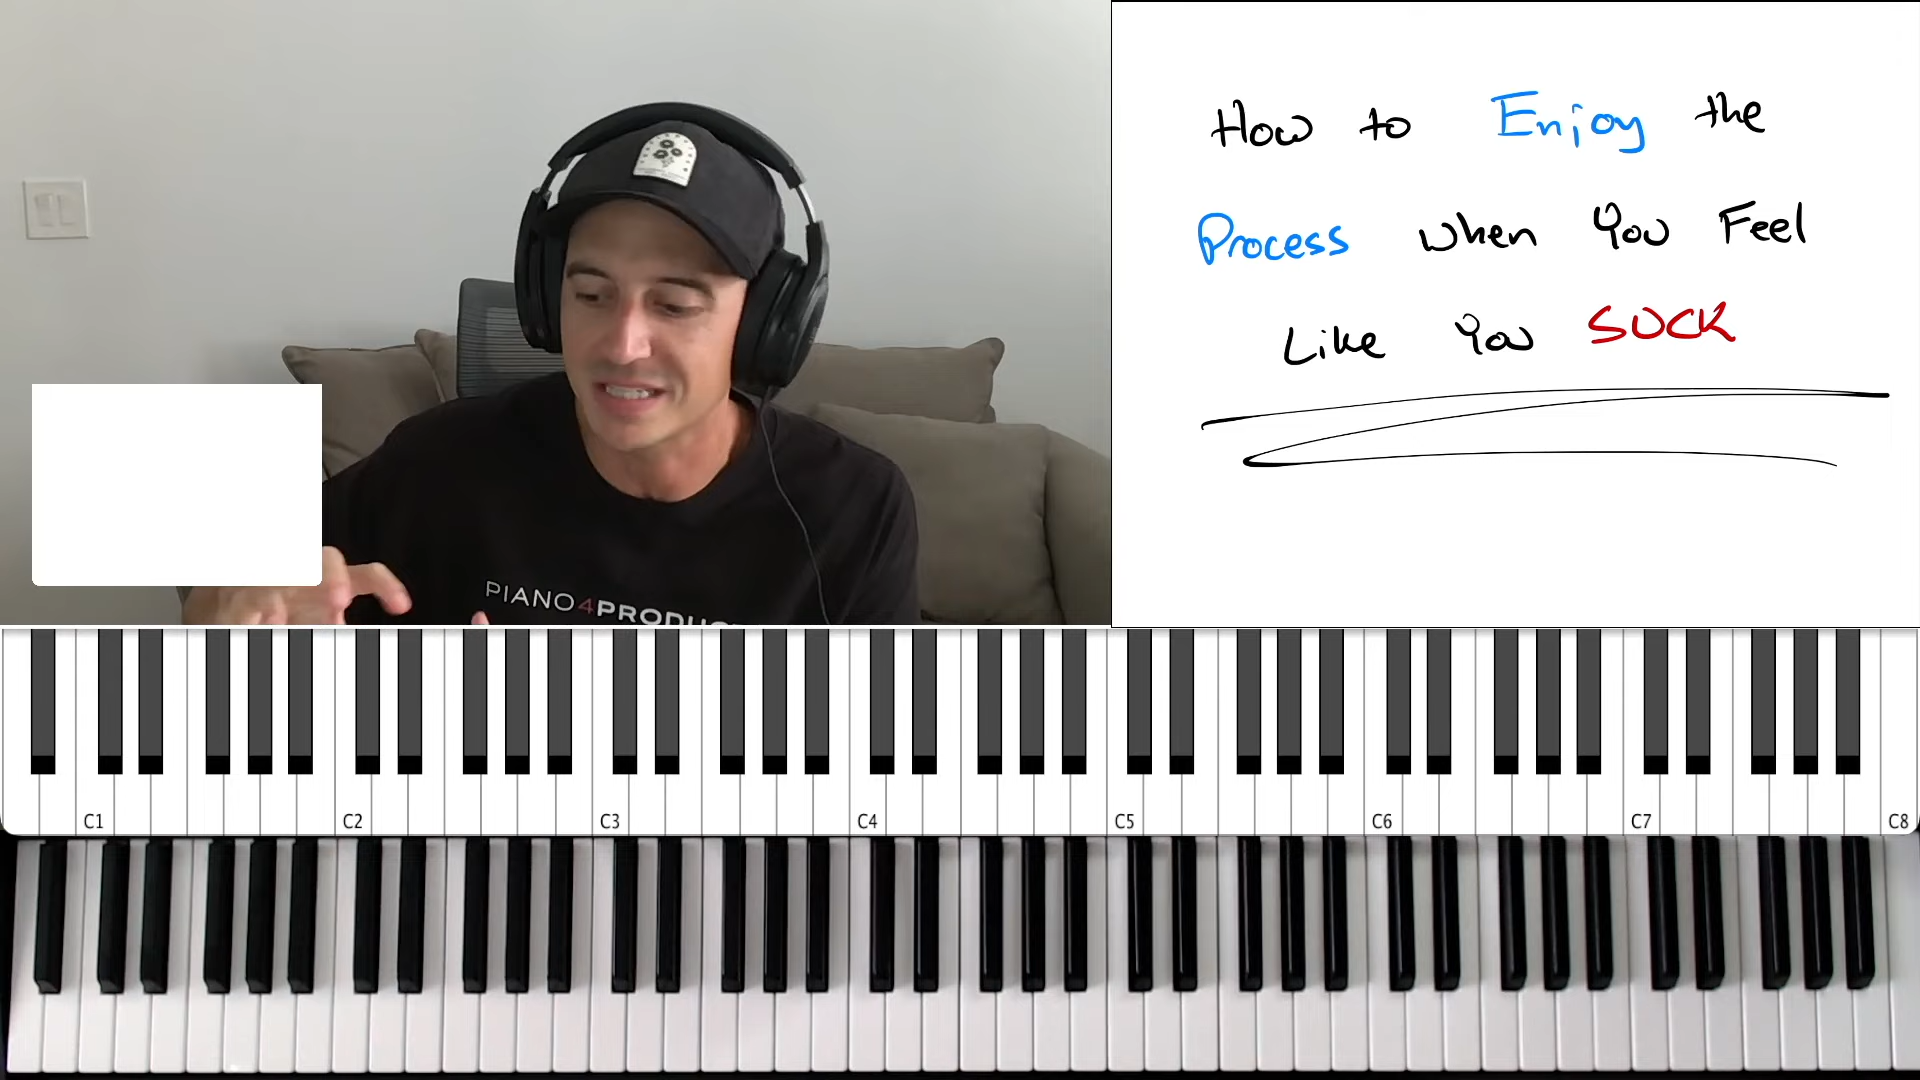 How to Enjoy the
Process when You Feel
Like You SUCK
PIANO4PRODUC
C1 C2 C3 C4 C5 C6 C7 C8